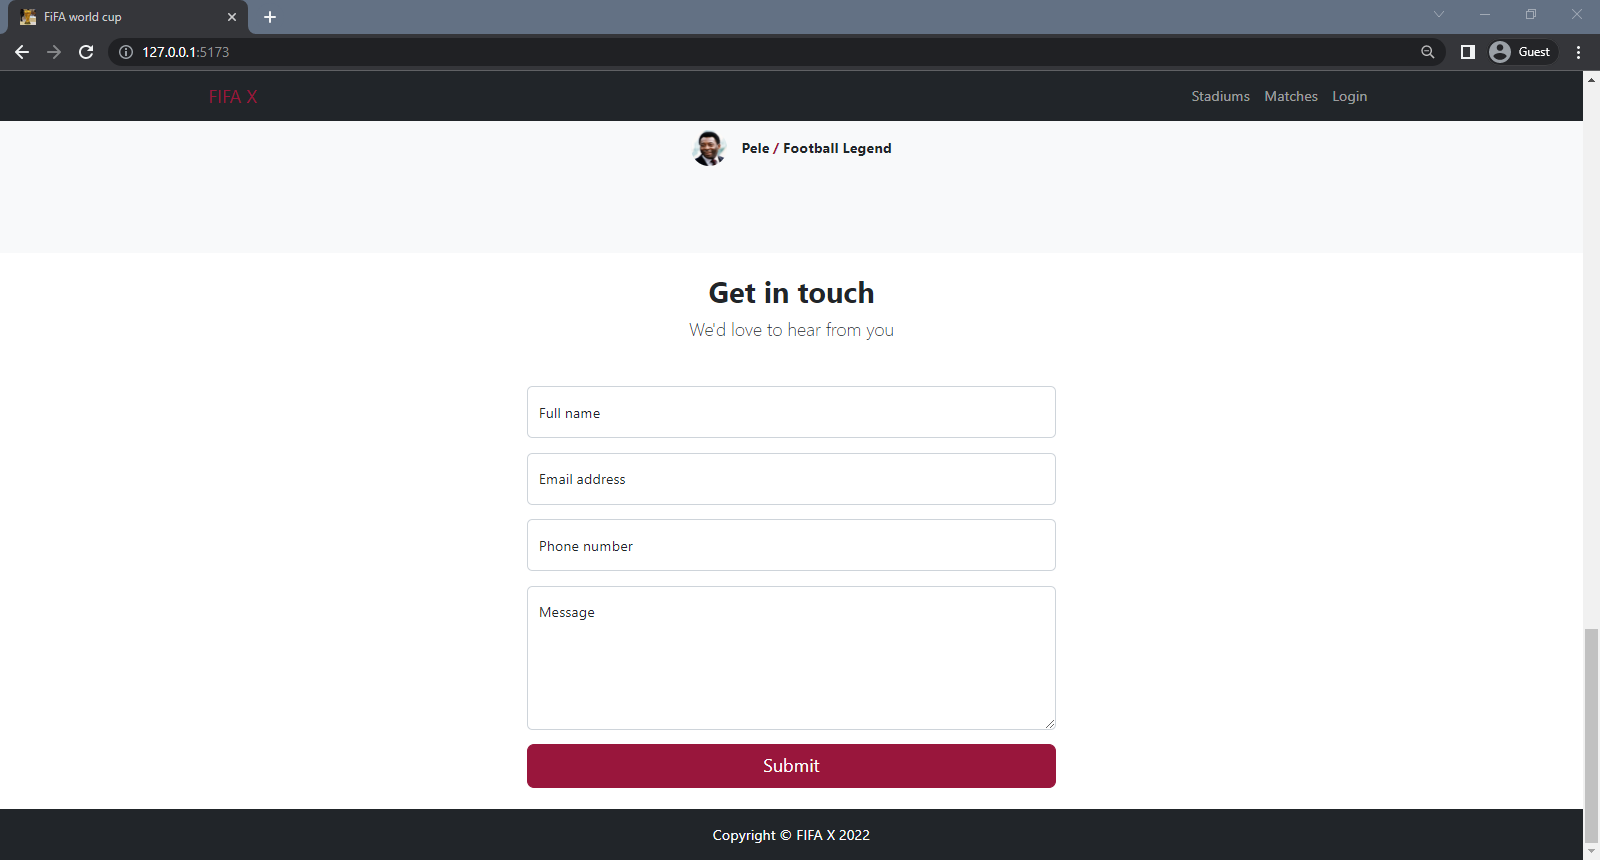 FiFA world cup
127.0.0.1:5173
Guest
FIFA X
Stadiums Matches Login
Pele / Football Legend
Get in touch
We'd love to hear from you
Full name
Email address
Phone number
Message
Submit
Copyright © FIFA X 2022